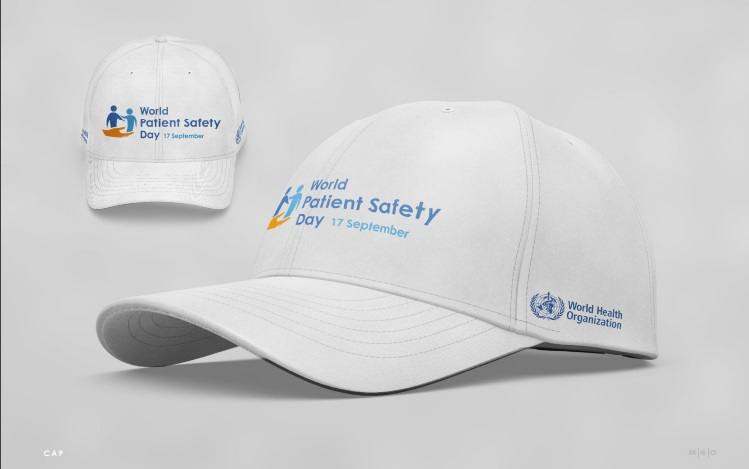 World
Patient Safety
Day 17 September
World
Patient Safety
Day 17 September
World Health
Organization
CAP